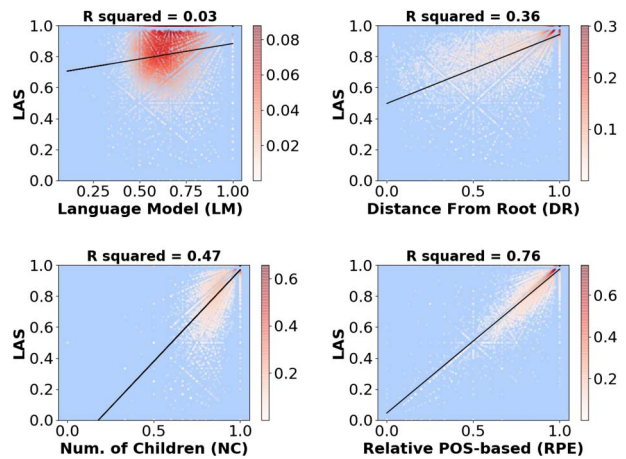 R squared = 0.03
LAS
1.0
0.8
0.6
0.4
0.2
0.0
0.25 0.50 0.75 1.00
Language Model (LM)
0.08
0.06
0.04
0.02
R squared = 0.36
LAS
1.0
0.8
0.6
0.4
0.2
0.0
0.0 0.5 1.0
Distance From Root (DR)
0.3
0.2
0.1
R squared = 0.47
LAS
1.0
0.8
0.6
0.4
0.2
0.0
0.0 0.5 1.0
Num. of Children (NC)
0.6
0.4
0.2
R squared = 0.76
LAS
1.0
0.8
0.6
0.4
0.2
0.0
0.0 0.5 1.0
Relative POS-based (RPE)
0.6
0.4
0.2